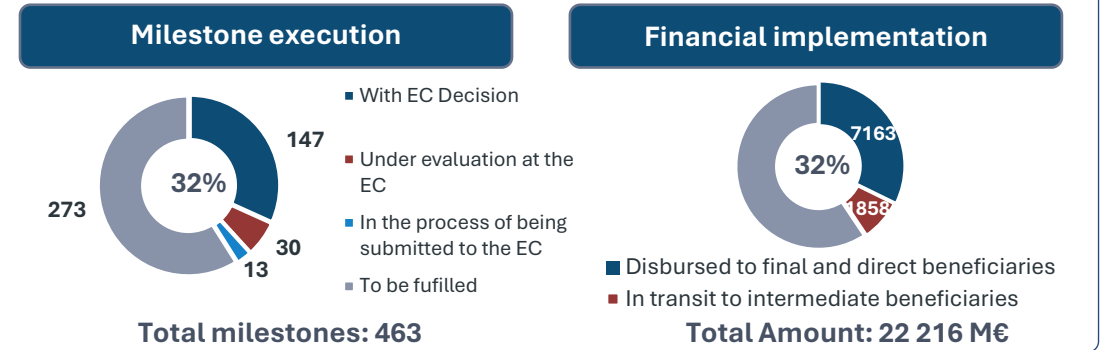 Milestone execution
147
273
32%
30
13
With EC Decision
Under evaluation at the
EC
In the process of being
submitted to the EC
To be fufilled
Total milestones: 463
Financial implementation
7163
32%
1858
Disbursed to final and direct beneficiaries
In transit to intermediate beneficiaries
Total Amount: 22 216 M€